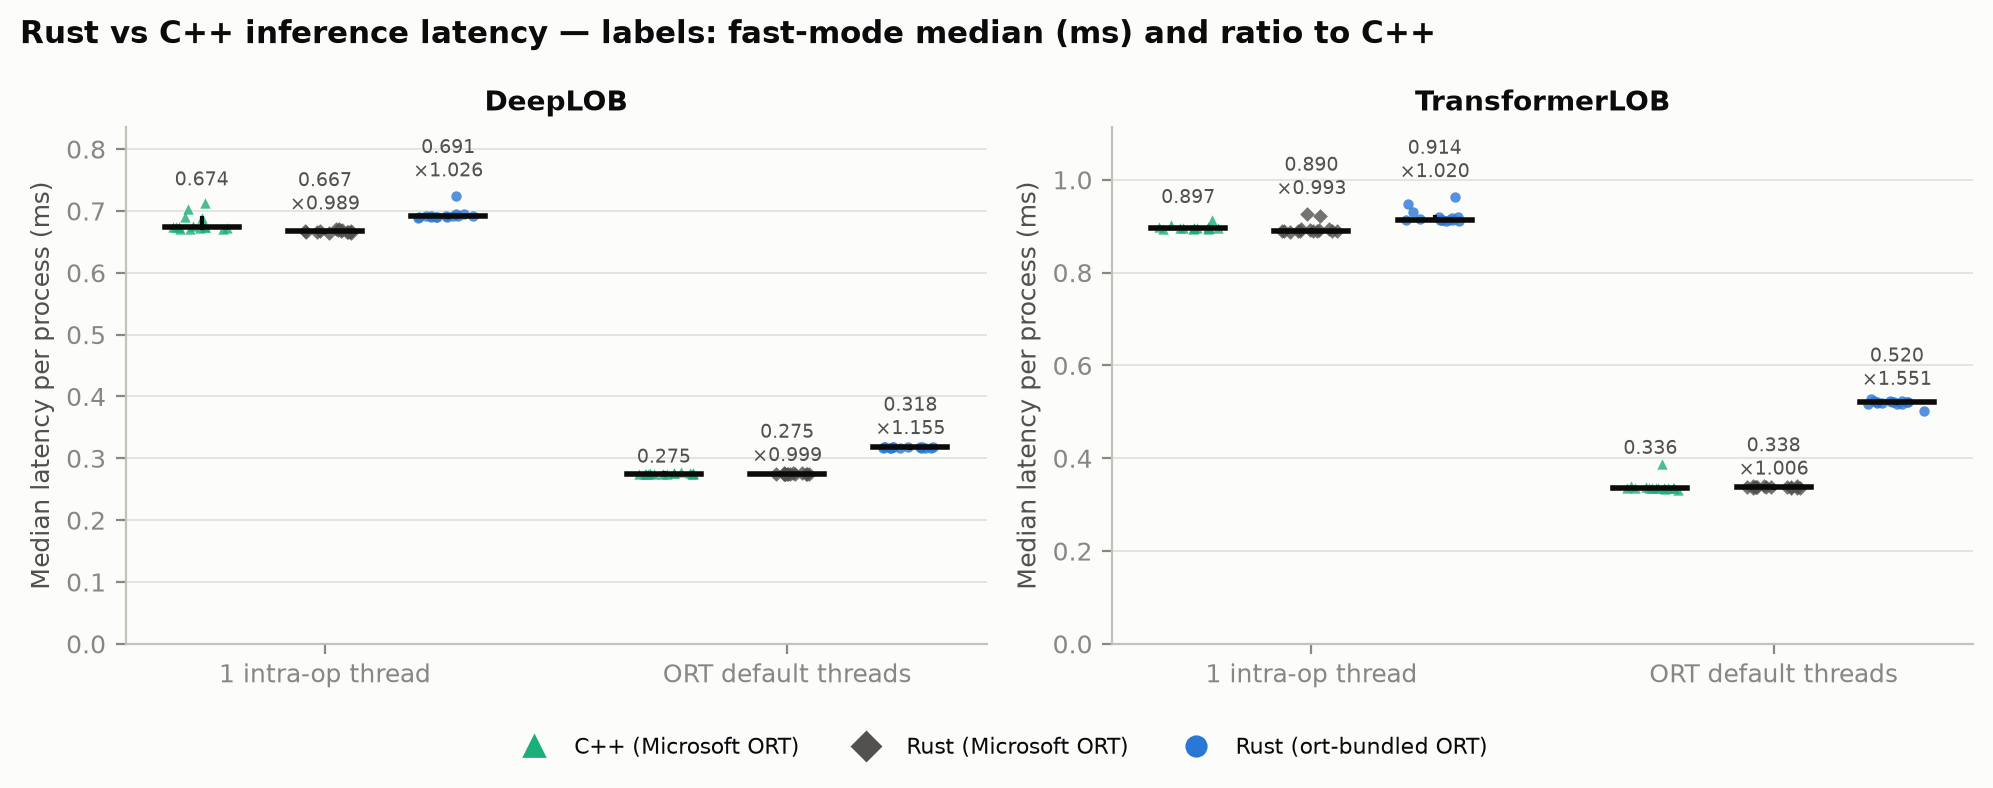 Rust vs C++ inference latency — labels: fast-mode median (ms) and ratio to C++
DeepLOB
Median latency per process (ms)
0.8
0.7
0.6
0.5
0.4
0.3
0.2
0.1
0.0
0.674
0.667
×0.989
0.691
×1.026
0.275
0.275
×0.999
0.318
×1.155
1 intra-op thread
ORT default threads
TransformerLOB
Median latency per process (ms)
1.0
0.8
0.6
0.4
0.2
0.0
0.897
0.890
×0.993
0.914
×1.020
0.336
0.338
×1.006
0.520
×1.551
1 intra-op thread
ORT default threads
C++ (Microsoft ORT)
Rust (Microsoft ORT)
Rust (ort-bundled ORT)